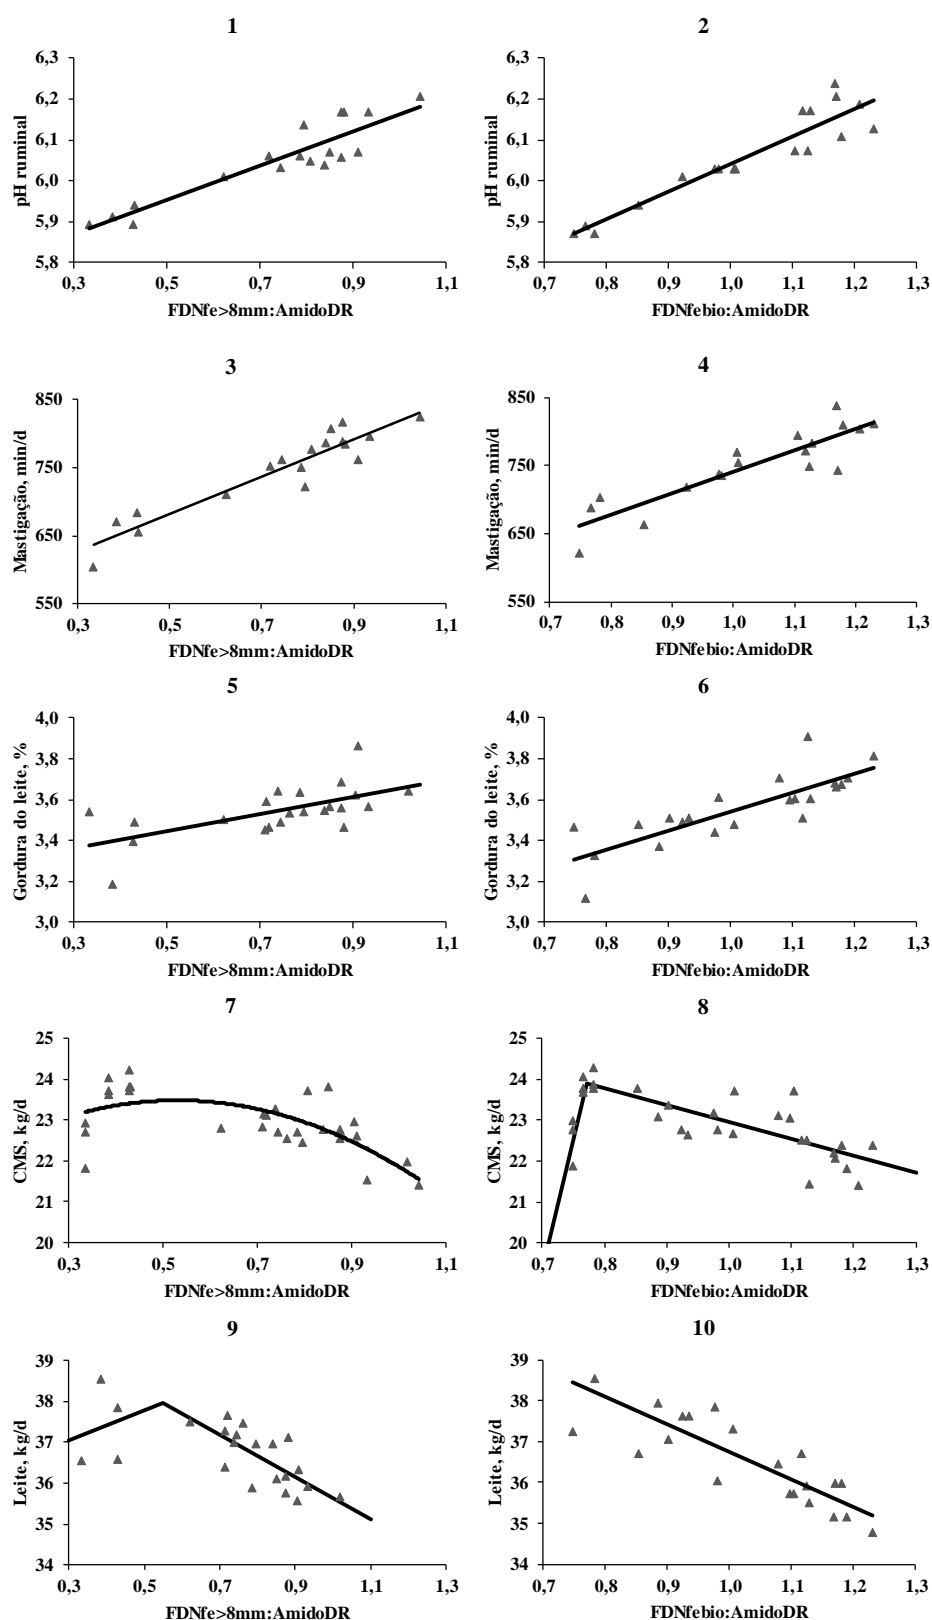 1
pH ruminal
6,3
6,2
6,1
6,0
5,9
5,8
0,3 0,5 0,7 0,9 1,1
FDNfe>8mm:AmidoDR
2
pH ruminal
6,3
6,2
6,1
6,0
5,9
5,8
0,7 0,8 0,9 1,0 1,1 1,2 1,3
FDNfebio:AmidoDR
3
Mastigação, min/d
850
750
650
550
0,3 0,5 0,7 0,9 1,1
FDNfe>8mm:AmidoDR
4
Mastigação, min/d
850
750
650
550
0,7 0,8 0,9 1,0 1,1 1,2 1,3
FDNfebio:AmidoDR
5
Gordura do leite, %
4,0
3,8
3,6
3,4
3,2
3,0
0,3 0,5 0,7 0,9 1,1
FDNfe>8mm:AmidoDR
6
Gordura do leite, %
4,0
3,8
3,6
3,4
3,2
3,0
0,7 0,8 0,9 1,0 1,1 1,2 1,3
FDNfebio:AmidoDR
7
CMS, kg/d
25
24
23
22
21
20
0,3 0,5 0,7 0,9 1,1
FDNfe>8mm:AmidoDR
8
CMS, kg/d
25
24
23
22
21
20
0,7 0,8 0,9 1,0 1,1 1,2 1,3
FDNfebio:AmidoDR
9
Leite, kg/d
39
38
37
36
35
34
0,3 0,5 0,7 0,9 1,1 1,3
FDNfe>8mm:AmidoDR
10
Leite, kg/d
39
38
37
36
35
34
0,7 0,8 0,9 1,0 1,1 1,2 1,3
FDNfebio:AmidoDR